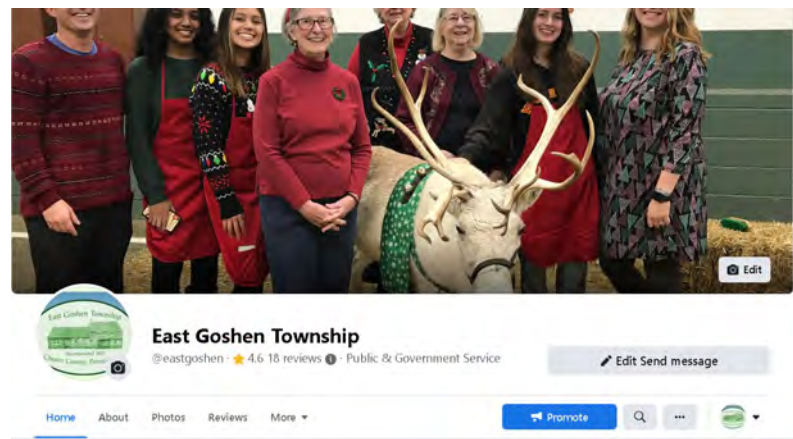 Edit
East Goshen Township
East Goshen Township
@eastgoshen · 4.6 18 reviews · Public & Government Service
Edit Send message
Home About Photos Reviews More
Promote